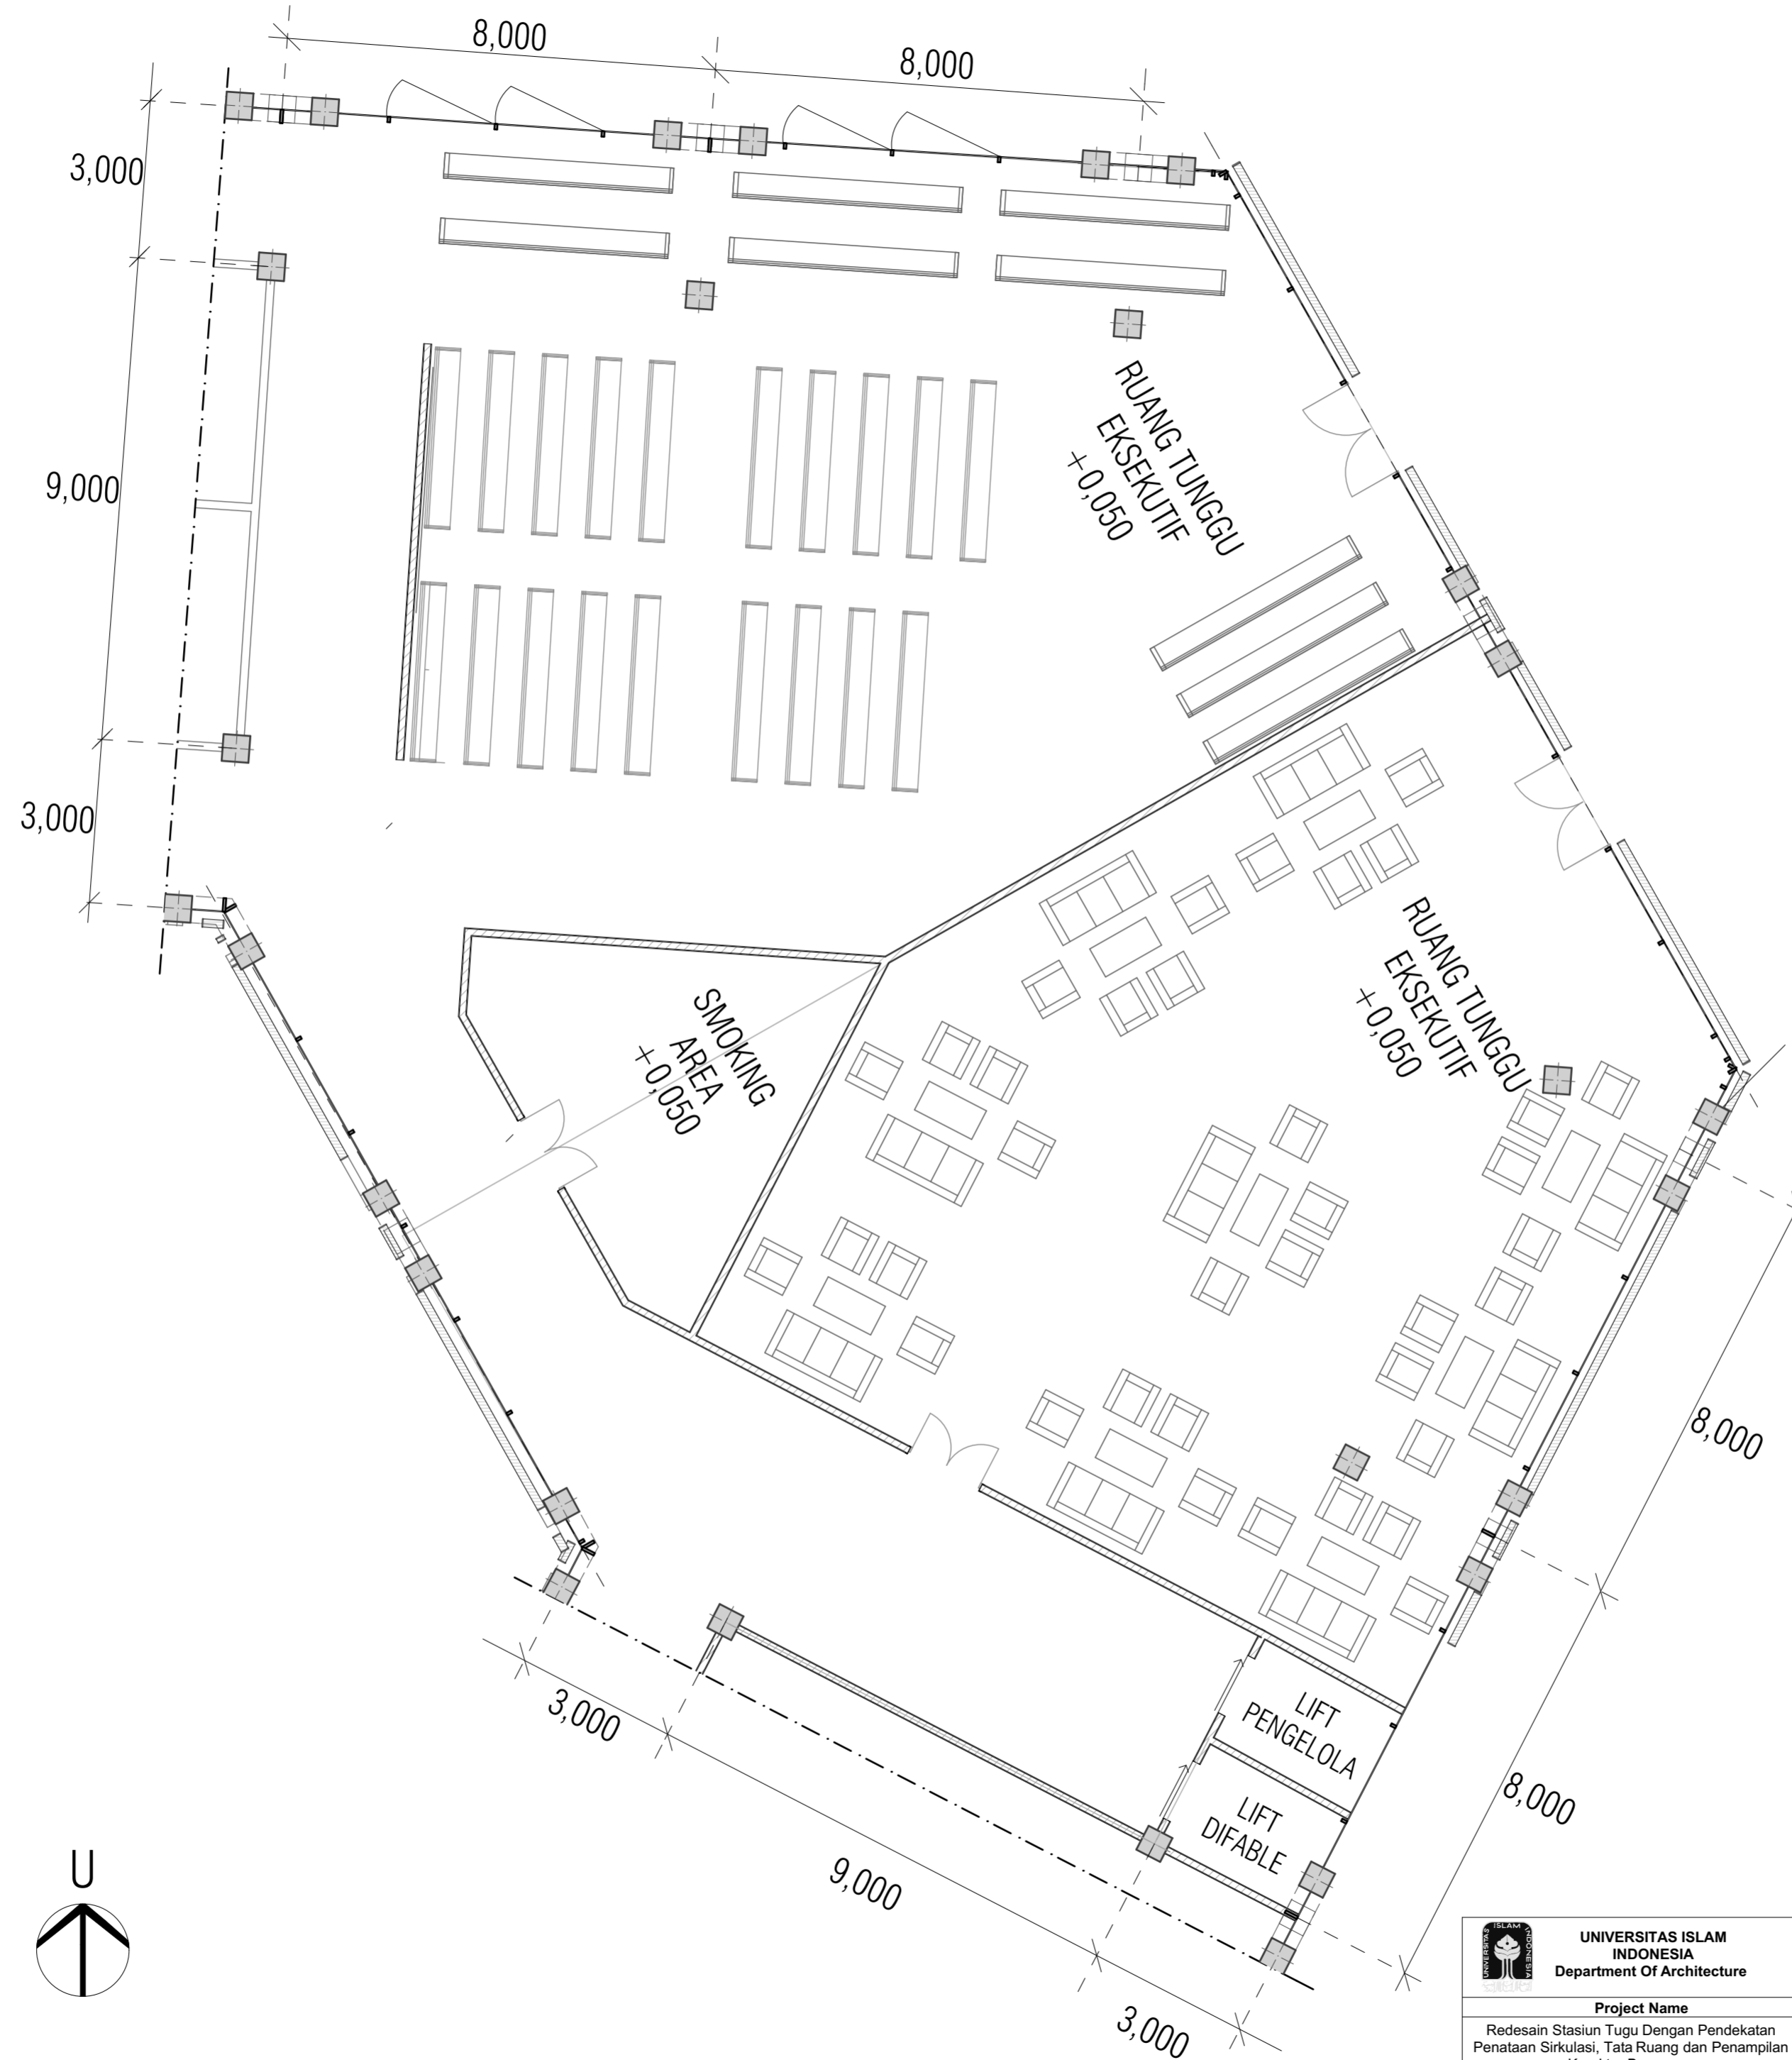 8,000
8,000
3,000
9,000
3,000
RUANG TUNGGU
EKSEKUTIF
+0,050
RUANG TUNGGU
EKSEKUTIF
+0,050
SMOKING
AREA
+0,050
8,000
8,000
3,000
9,000
3,000
LIFT
PENGELOLA
LIFT
DIFABLE
U
UNIVERSITAS ISLAM INDONESIA
UNIVERSITAS ISLAM
INDONESIA
Department Of Architecture
Project Name
Redesain Stasiun Tugu Dengan Pendekatan
Penataan Sirkulasi, Tata Ruang dan Penampilan